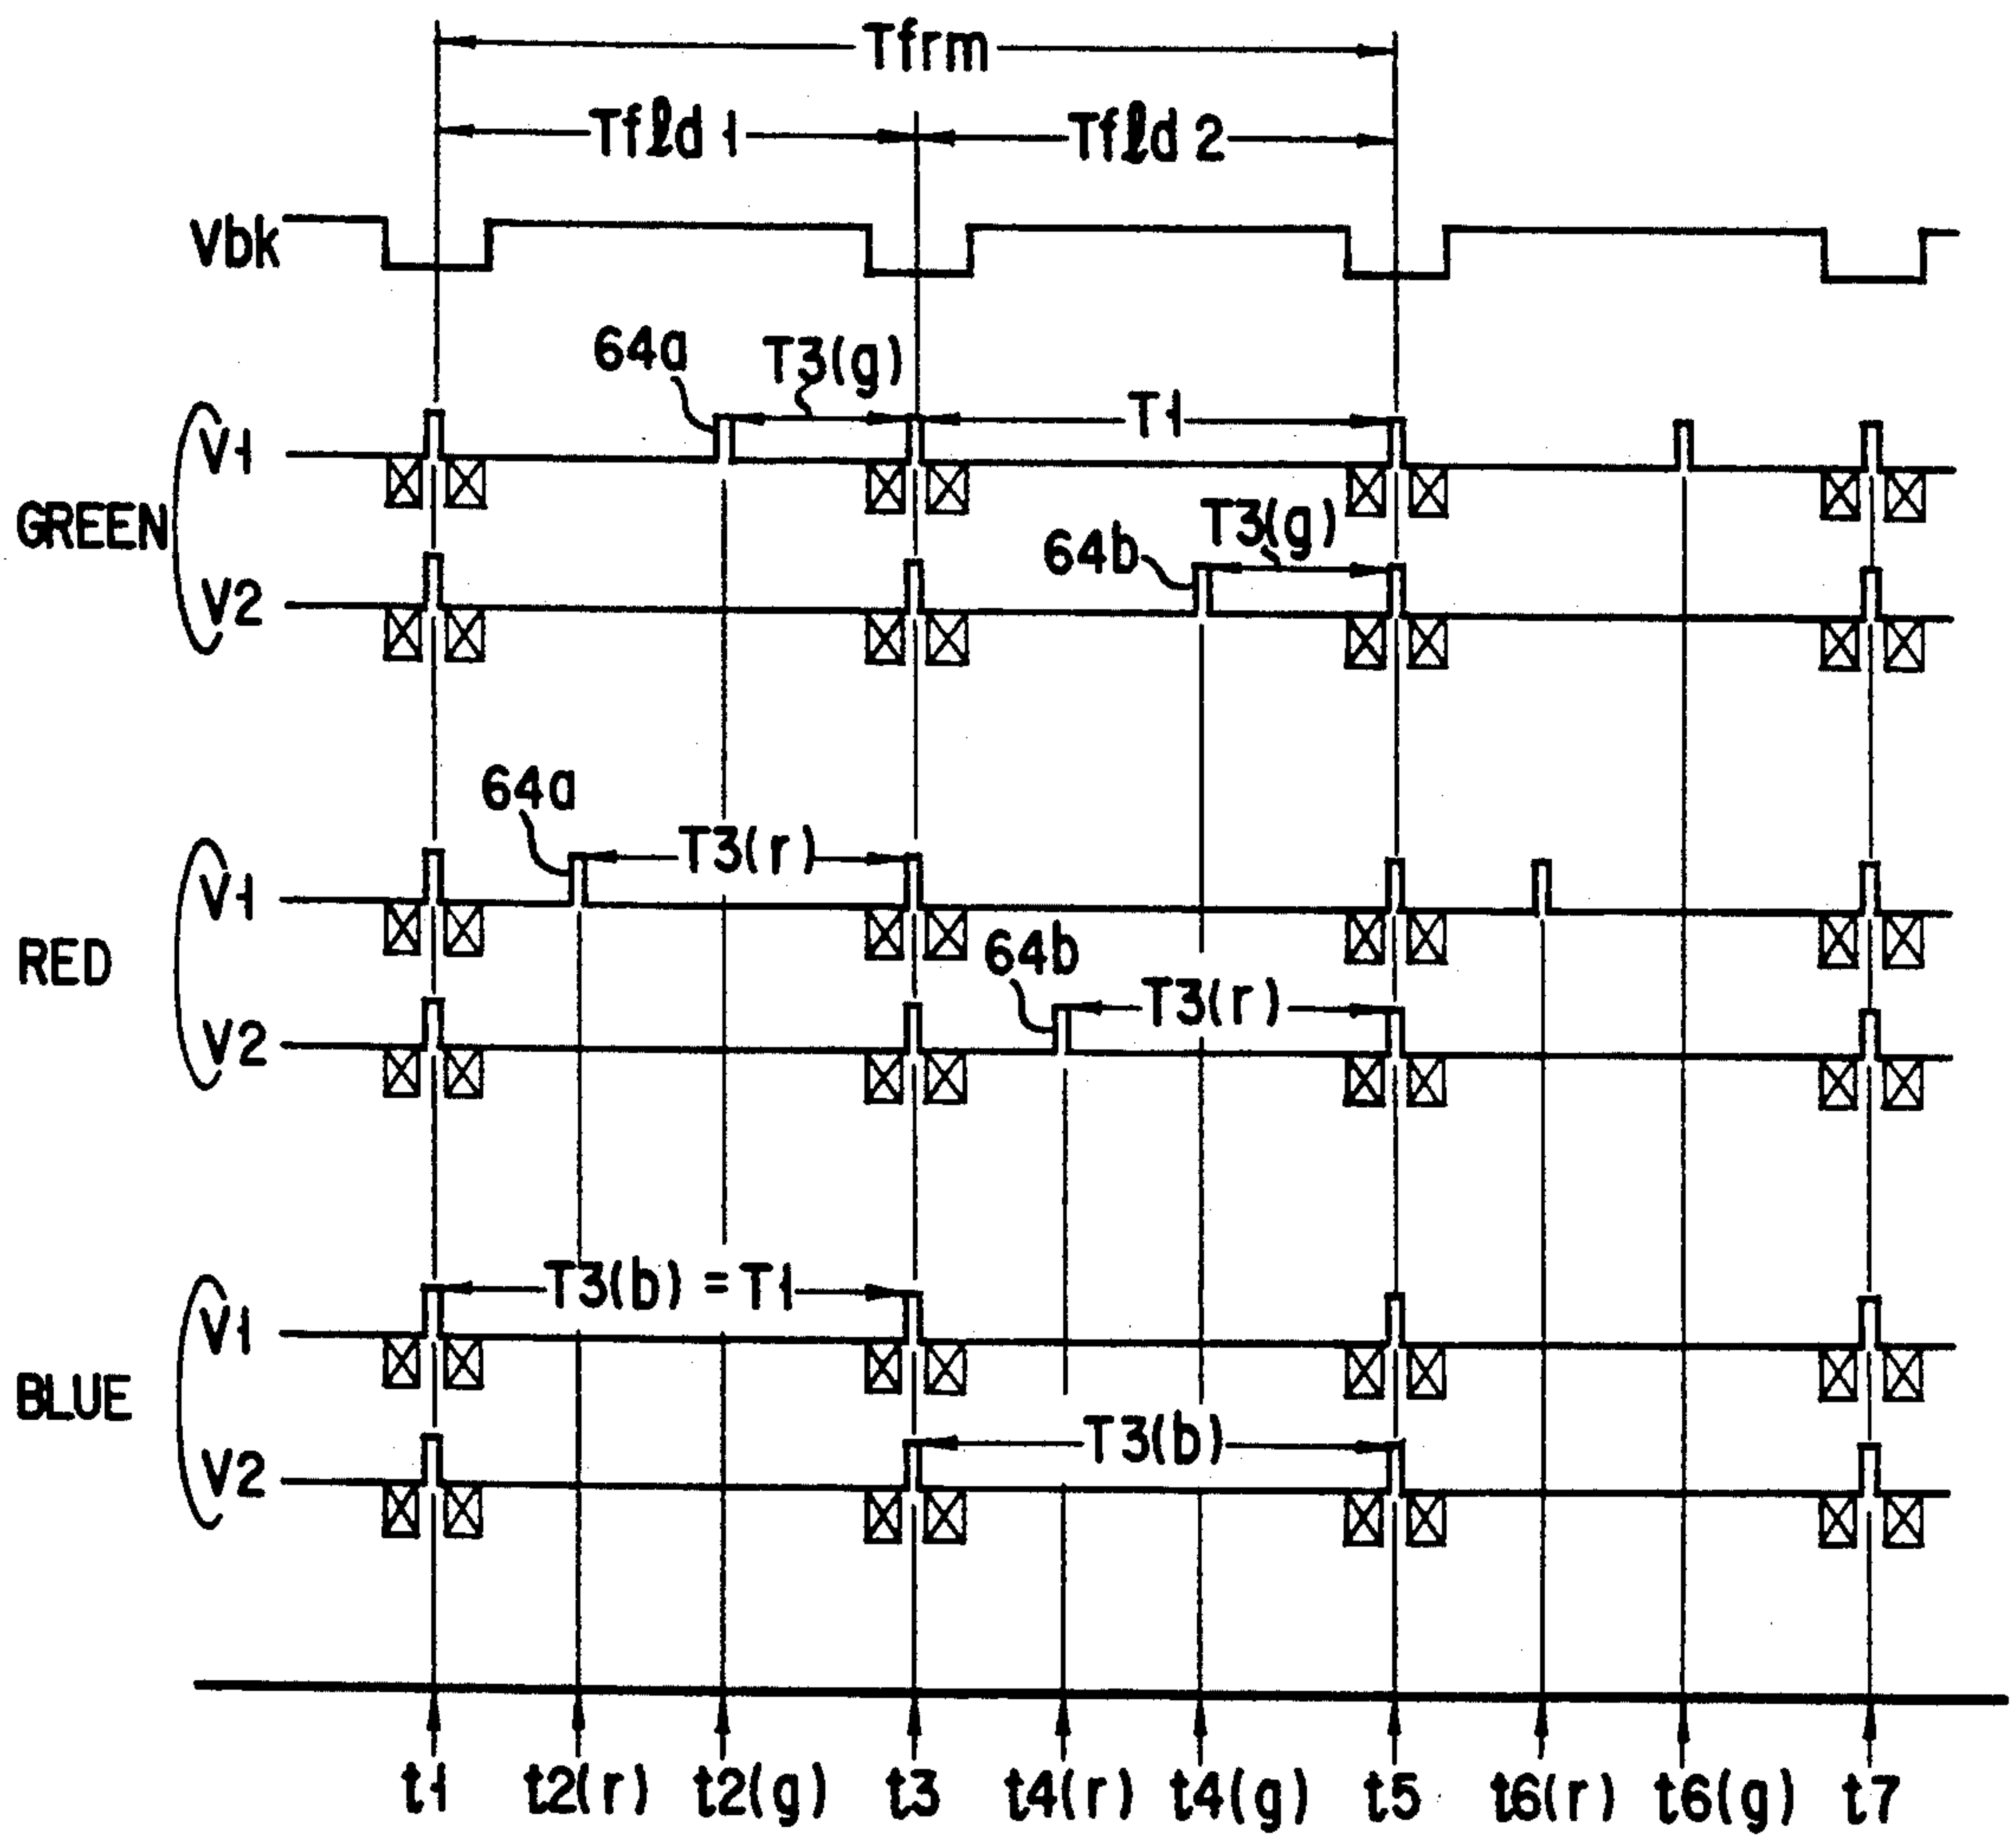 Tfrm
Tfld 1
Tfld 2
Vbk
64a
T3(g)
T1
V1
GREEN
64b
T3(g)
V2
64a
T3(r)
V1
RED
64b
T3(r)
V2
T3(b) = T1
V1
BLUE
T3(b)
V2
t1 t2(r) t2(g) t3 t4(r) t4(g) t5 t6(r) t6(g) t7